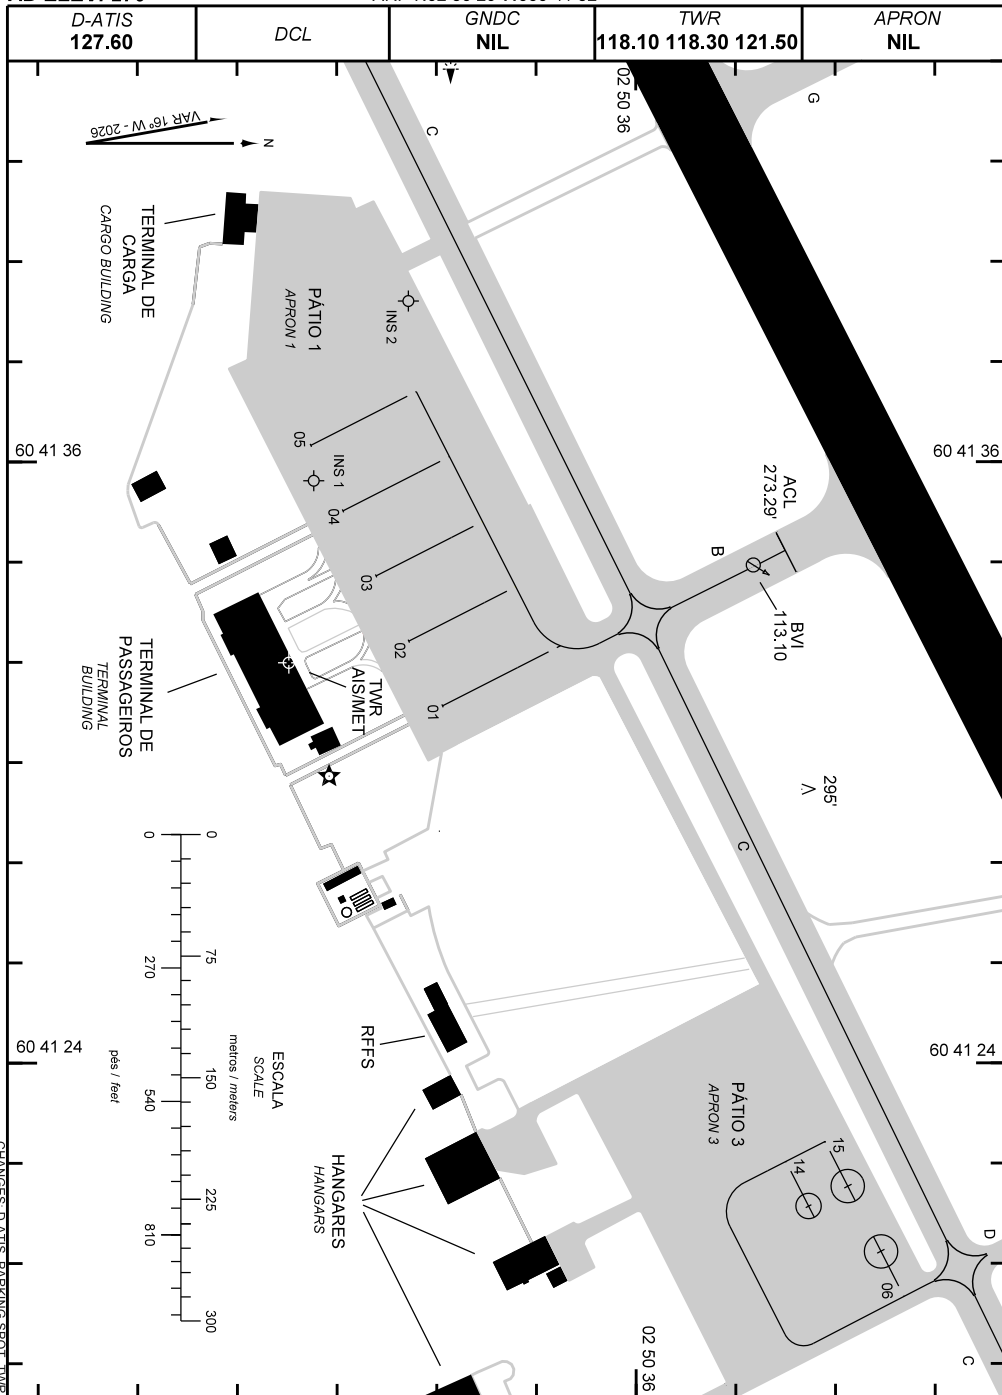 D-ATIS
127.60
DCL
GNDC
NIL
TWR
118.10 118.30 121.50
APRON
NIL
VAR 16° W - 2026
N
C
02 50 36
G
TERMINAL DE
CARGA
CARGO BUILDING
PÁTIO 1
APRON 1
INS 2
60 41 36
60 41 36
05
INS 1
04
03
02
01
ACL
273.29'
B
BVI
113.10
TERMINAL DE
PASSAGEIROS
TERMINAL
BUILDING
TWR
AIS/MET
295'
C
0
0
75
270
150
540
225
810
300
metros / meters
pés / feet
ESCALA
SCALE
RFFS
60 41 24
60 41 24
PÁTIO 3
APRON 3
15
14
06
D
C
HANGARES
HANGARS
02 50 36